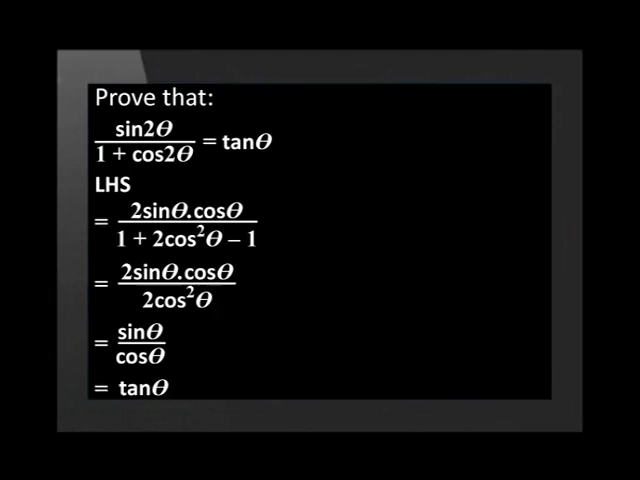 Prove that:
sin2θ / 1 + cos2θ = tanθ
LHS
= 2sinθ.cosθ / 1 + 2cos²θ – 1
= 2sinθ.cosθ / 2cos²θ
= sinθ / cosθ
= tanθ